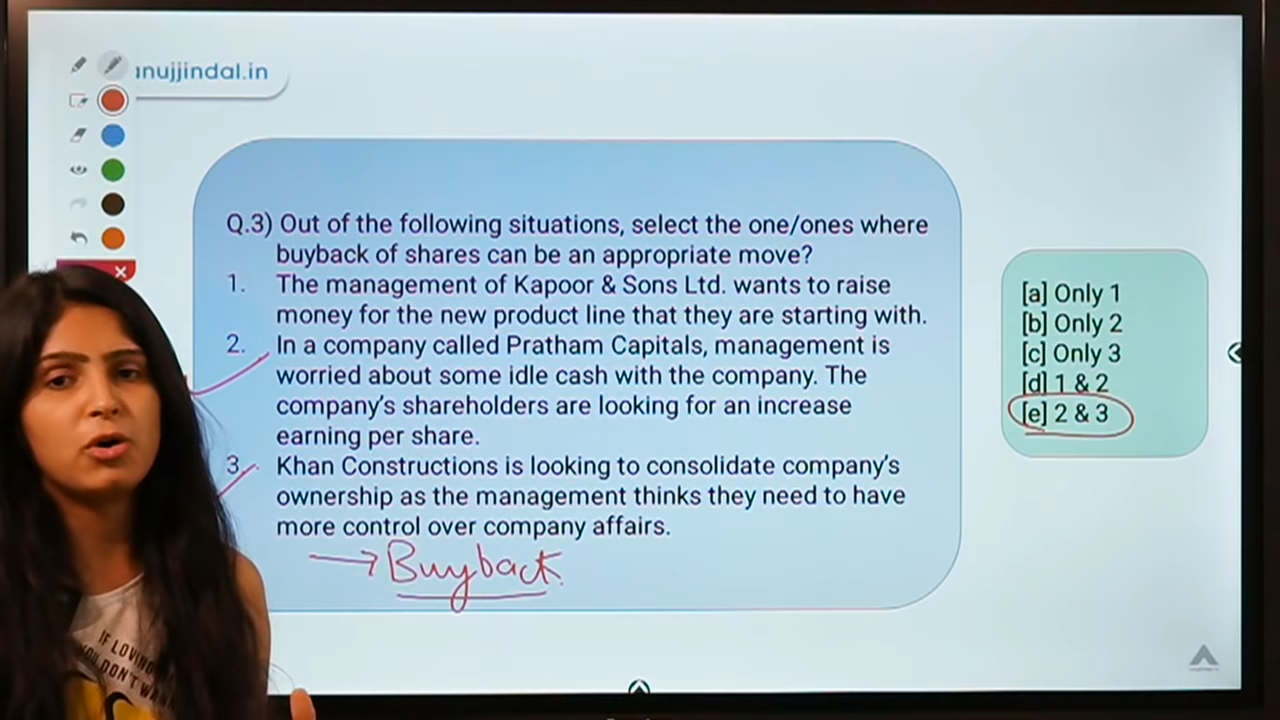 anujjindal.in
Q.3) Out of the following situations, select the one/ones where
buyback of shares can be an appropriate move?
1. The management of Kapoor & Sons Ltd. wants to raise
money for the new product line that they are starting with.
2. In a company called Pratham Capitals, management is
worried about some idle cash with the company. The
company's shareholders are looking for an increase
earning per share.
3. Khan Constructions is looking to consolidate company's
ownership as the management thinks they need to have
more control over company affairs.
→ Buyback
[a] Only 1
[b] Only 2
[c] Only 3
[d] 1 & 2
[e] 2 & 3
IF LOVING
DON'T